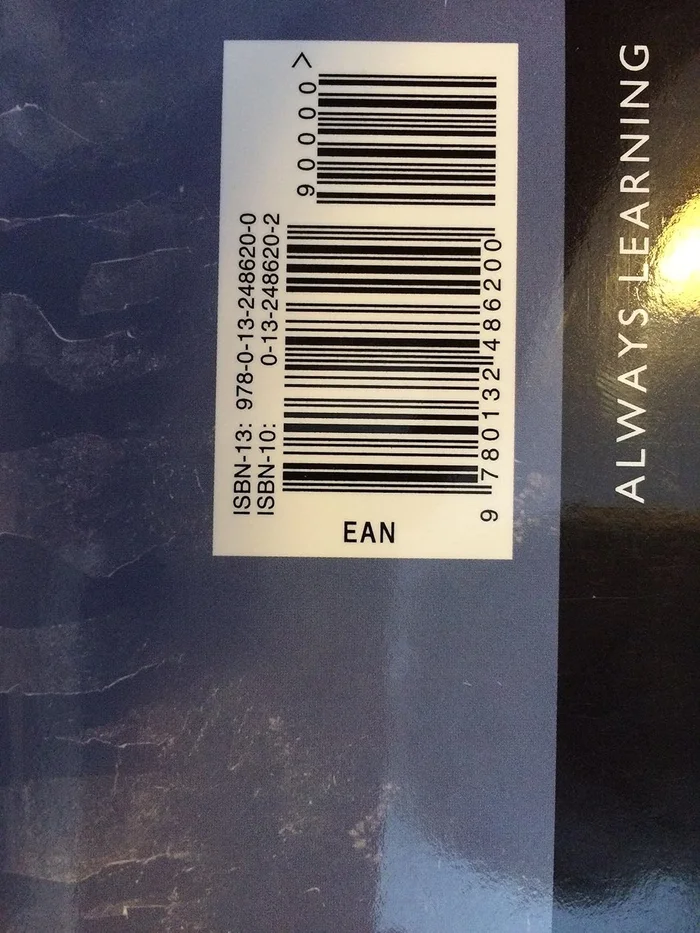 ISBN-13: 978-0-13-248620-0
ISBN-10: 0-13-248620-2
90000>
9 780132 486200
EAN
ALWAYS LEARNING